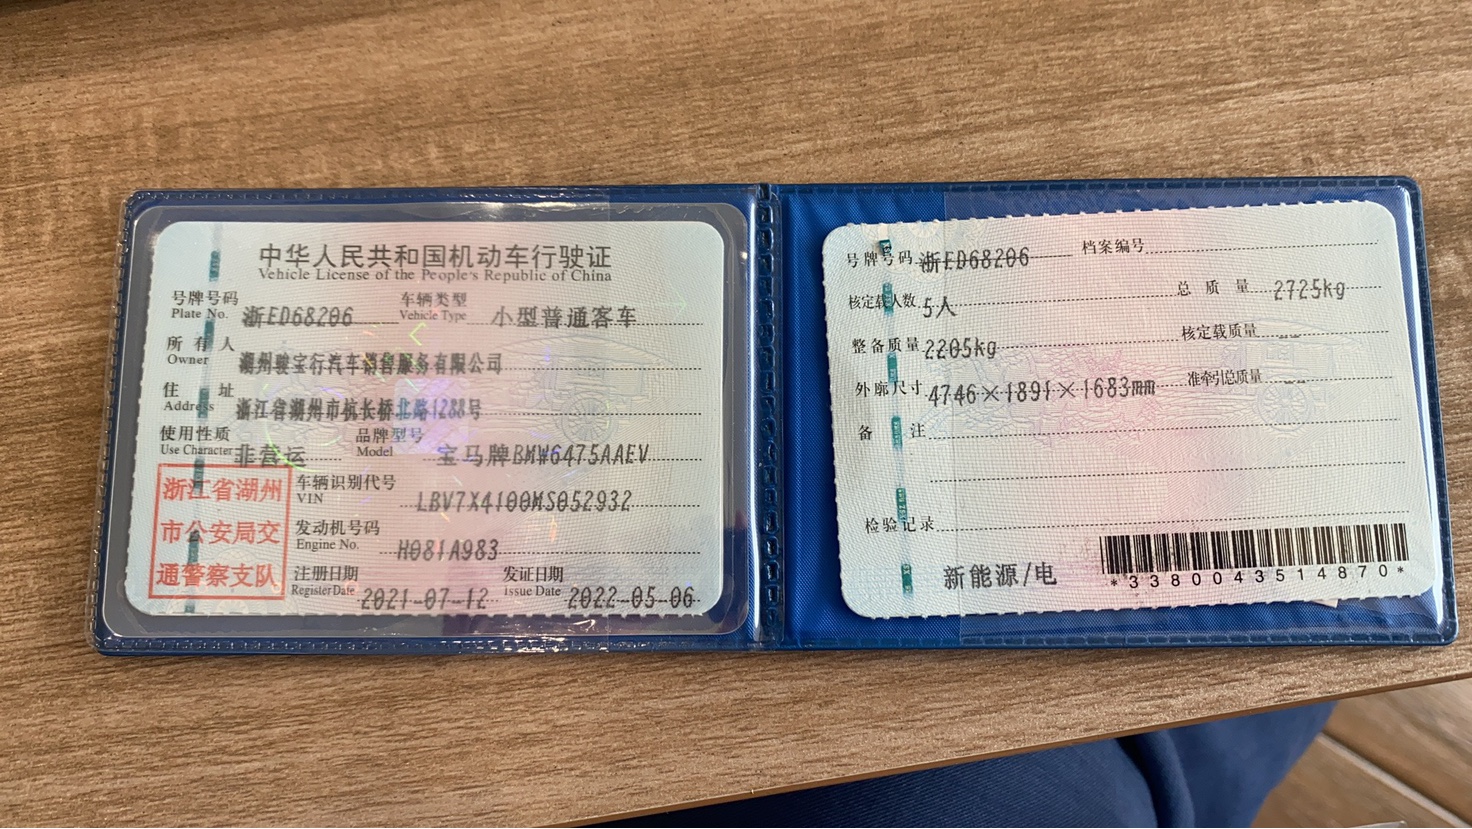 中华人民共和国机动车行驶证
Vehicle License of the People's Republic of China
号牌号码 浙ED68206 车辆类型 小型普通客车
Plate No. Vehicle Type
所有人 湖州骏宝行汽车销售服务有限公司
Owner
住址 浙江省湖州市杭长桥北路1288号
Address
使用性质 非营运 品牌型号 宝马牌BMW6475AAEV
Use Character Model
浙江省湖州
市公安局交
通警察支队
车辆识别代号 LBV7X4100MS052932
VIN
发动机号码 H081A983
Engine No.
注册日期 2021-07-12 发证日期 2022-05-06
Register Date Issue Date
号牌号码 浙ED68206 档案编号
核定载人数 5人 总质量 2725kg
整备质量 2205kg 核定载质量 --
外廓尺寸 4746×1891×1683mm 准牵引总质量 --
备注
检验记录
新能源/电
*3380043514870*